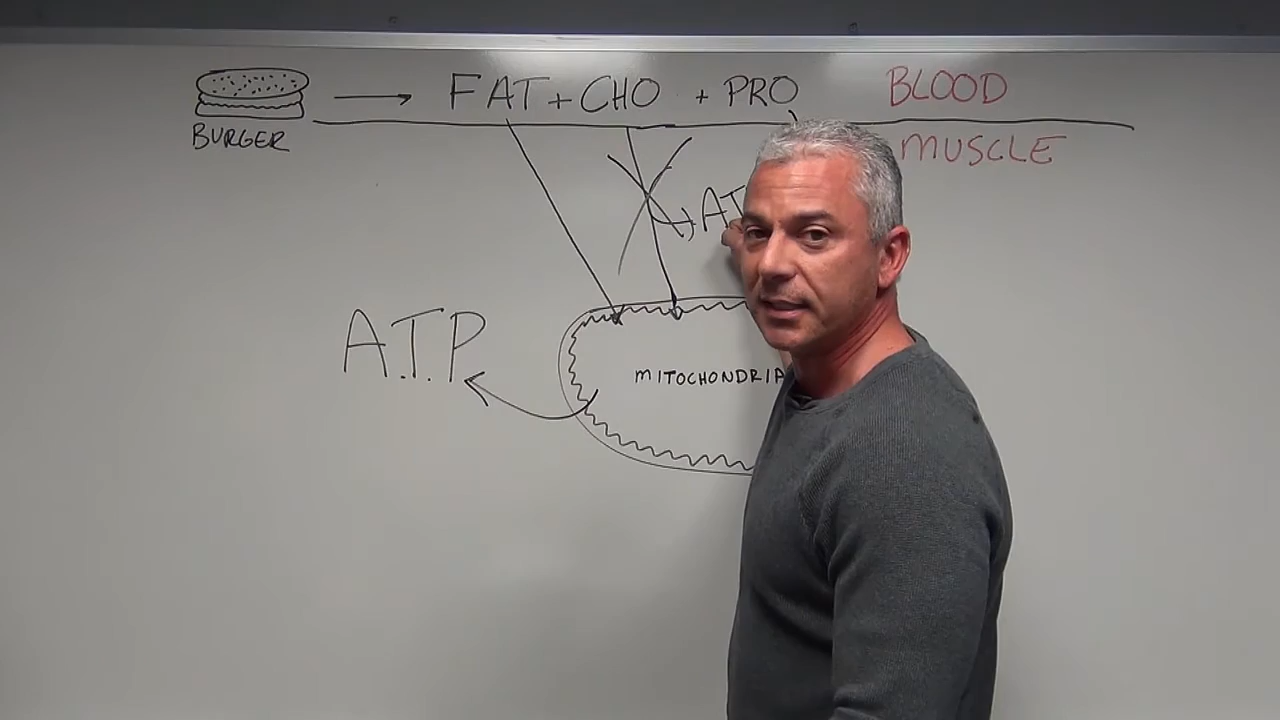 FAT + CHO + PRO BLOOD
BURGER MUSCLE
A.T.P
MITOCHONDRIA